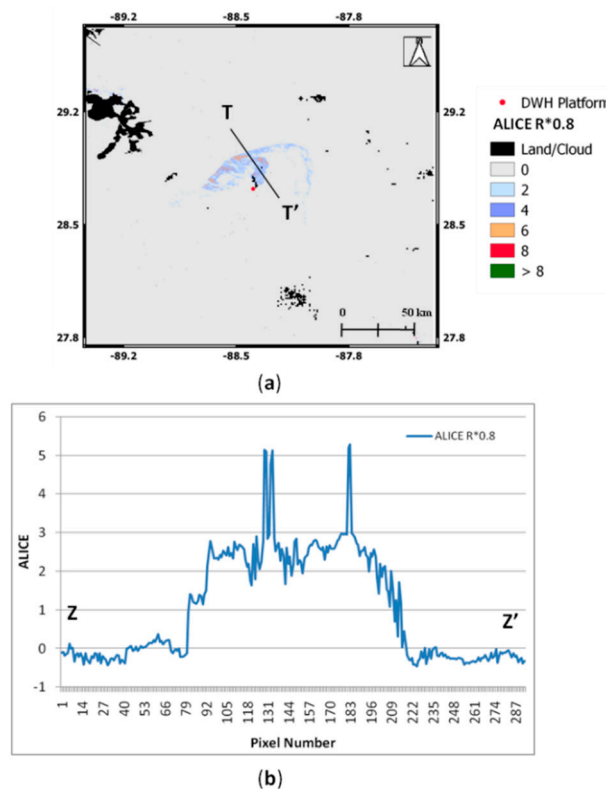 -89.2 -88.5 -87.8
29.2 29.2
T
T'
28.5 28.5
0 50 km
27.8 27.8
-89.2 -88.5 -87.8
DWH Platform
ALICE R*0.8
Land/Cloud
0
2
4
6
8
> 8
(a)
6
5
4
3
2
1
0
-1
ALICE
ALICE R*0.8
Z Z'
1 14 27 40 53 66 79 92 105 118 131 144 157 170 183 196 209 222 235 248 261 274 287
Pixel Number
(b)